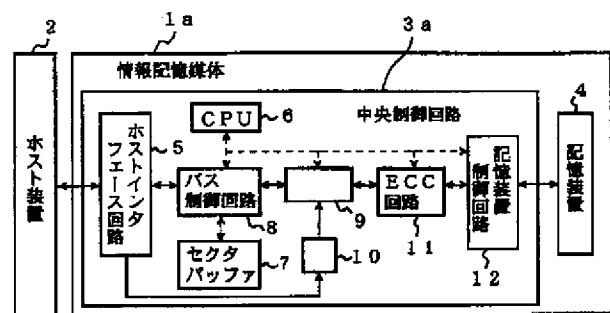 2
1a
3a
情報記憶媒体
中央制御回路
4
CPU
6
ホスト装置
ホストインタ
フェース回路
5
バス
制御回路
8
9
ECC
回路
11
記憶装置
制御回路
12
記憶装置
セクタ
バッファ
7
10